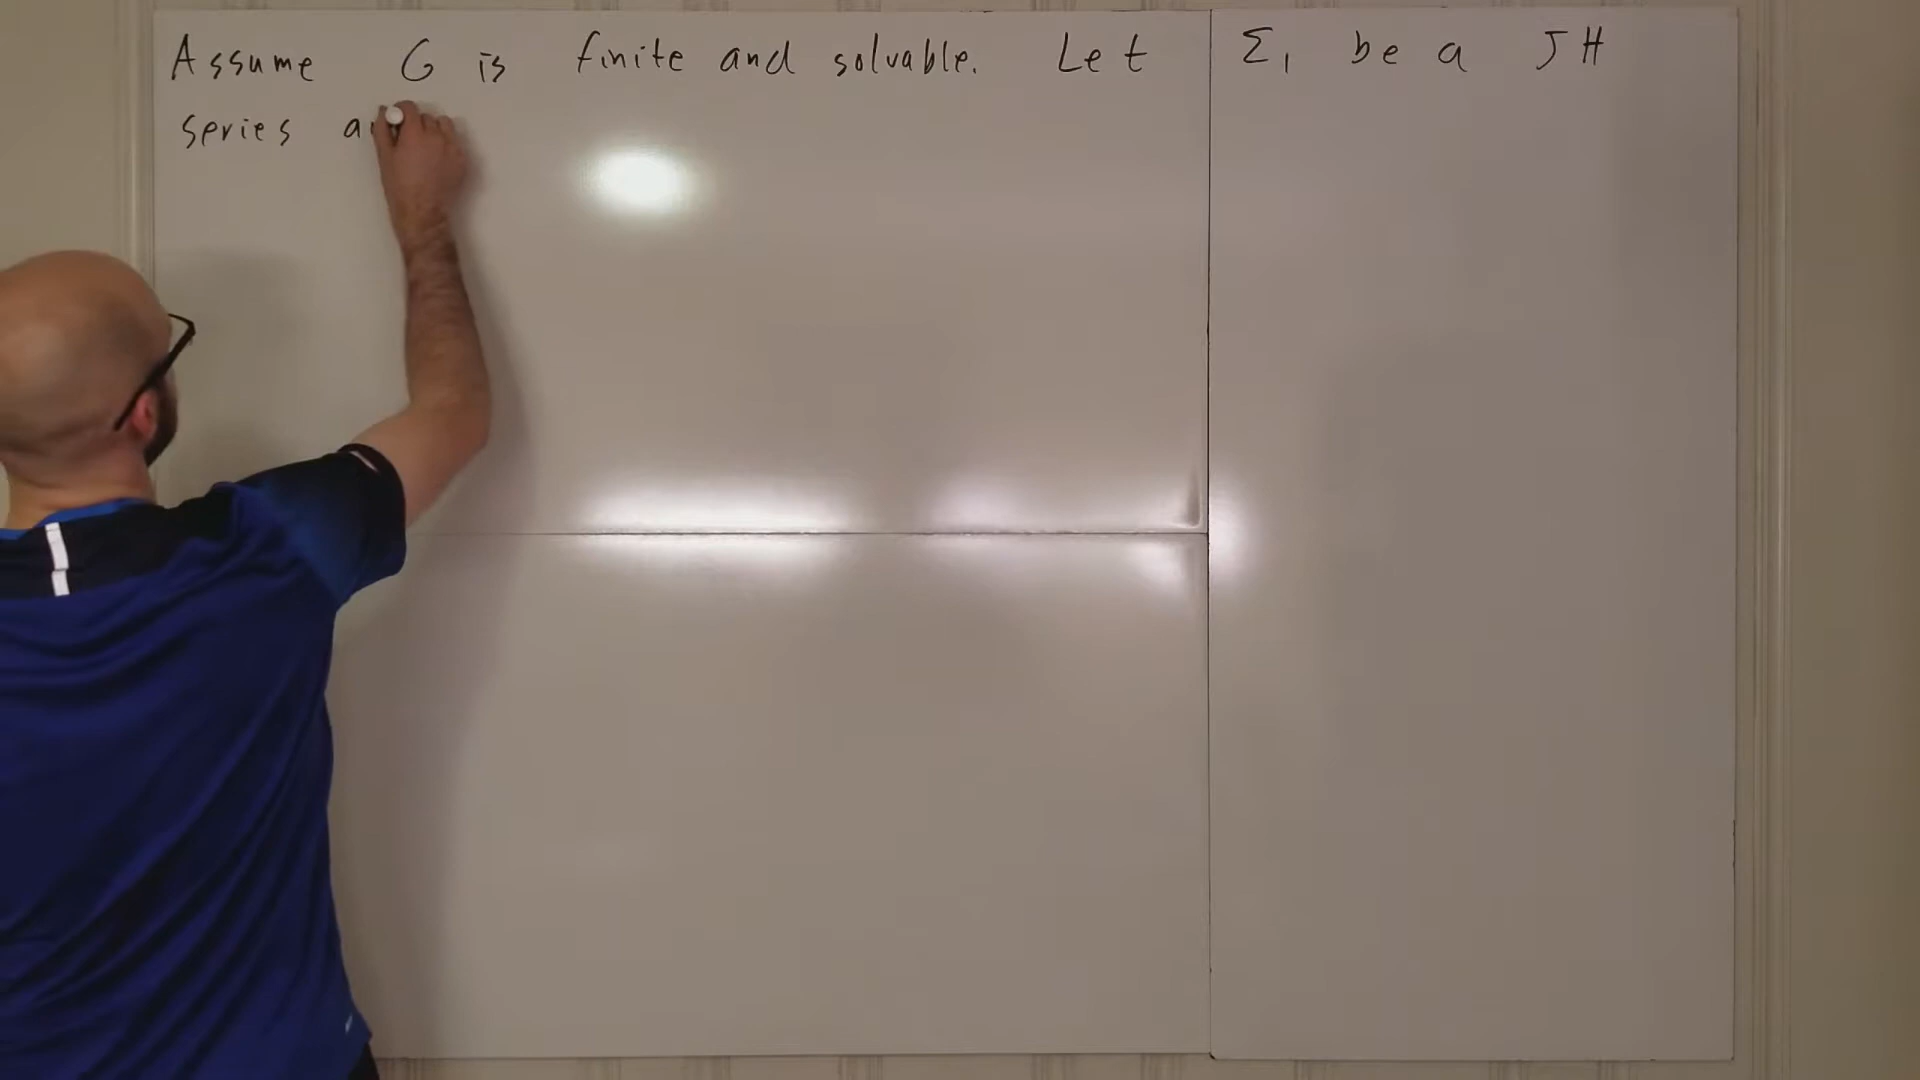 Assume G is finite and solvable. Let Σ₁ be a JH
series